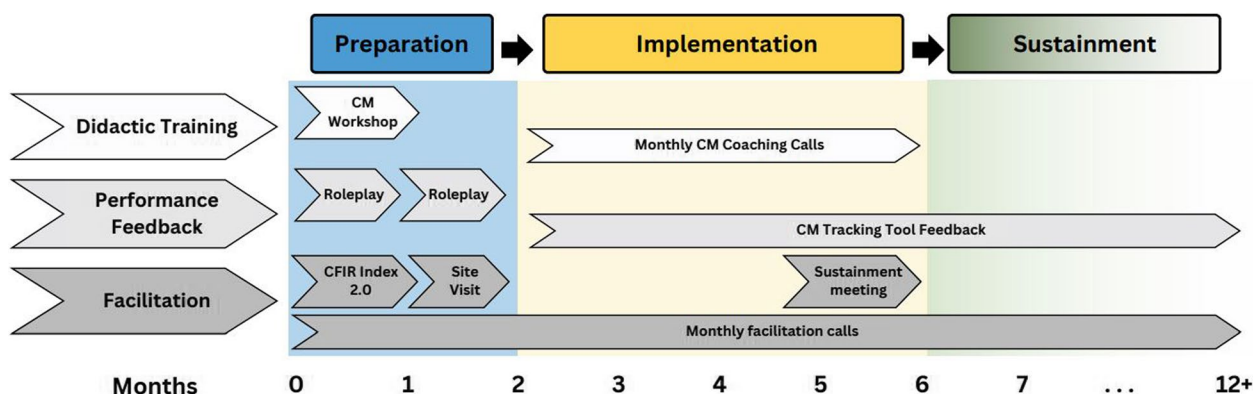 Preparation
Implementation
Sustainment
Didactic Training
CM
Workshop
Monthly CM Coaching Calls
Performance
Feedback
Roleplay
Roleplay
CM Tracking Tool Feedback
Facilitation
CFIR Index
2.0
Site
Visit
Sustainment
meeting
Monthly facilitation calls
Months 0 1 2 3 4 5 6 7 ... 12+